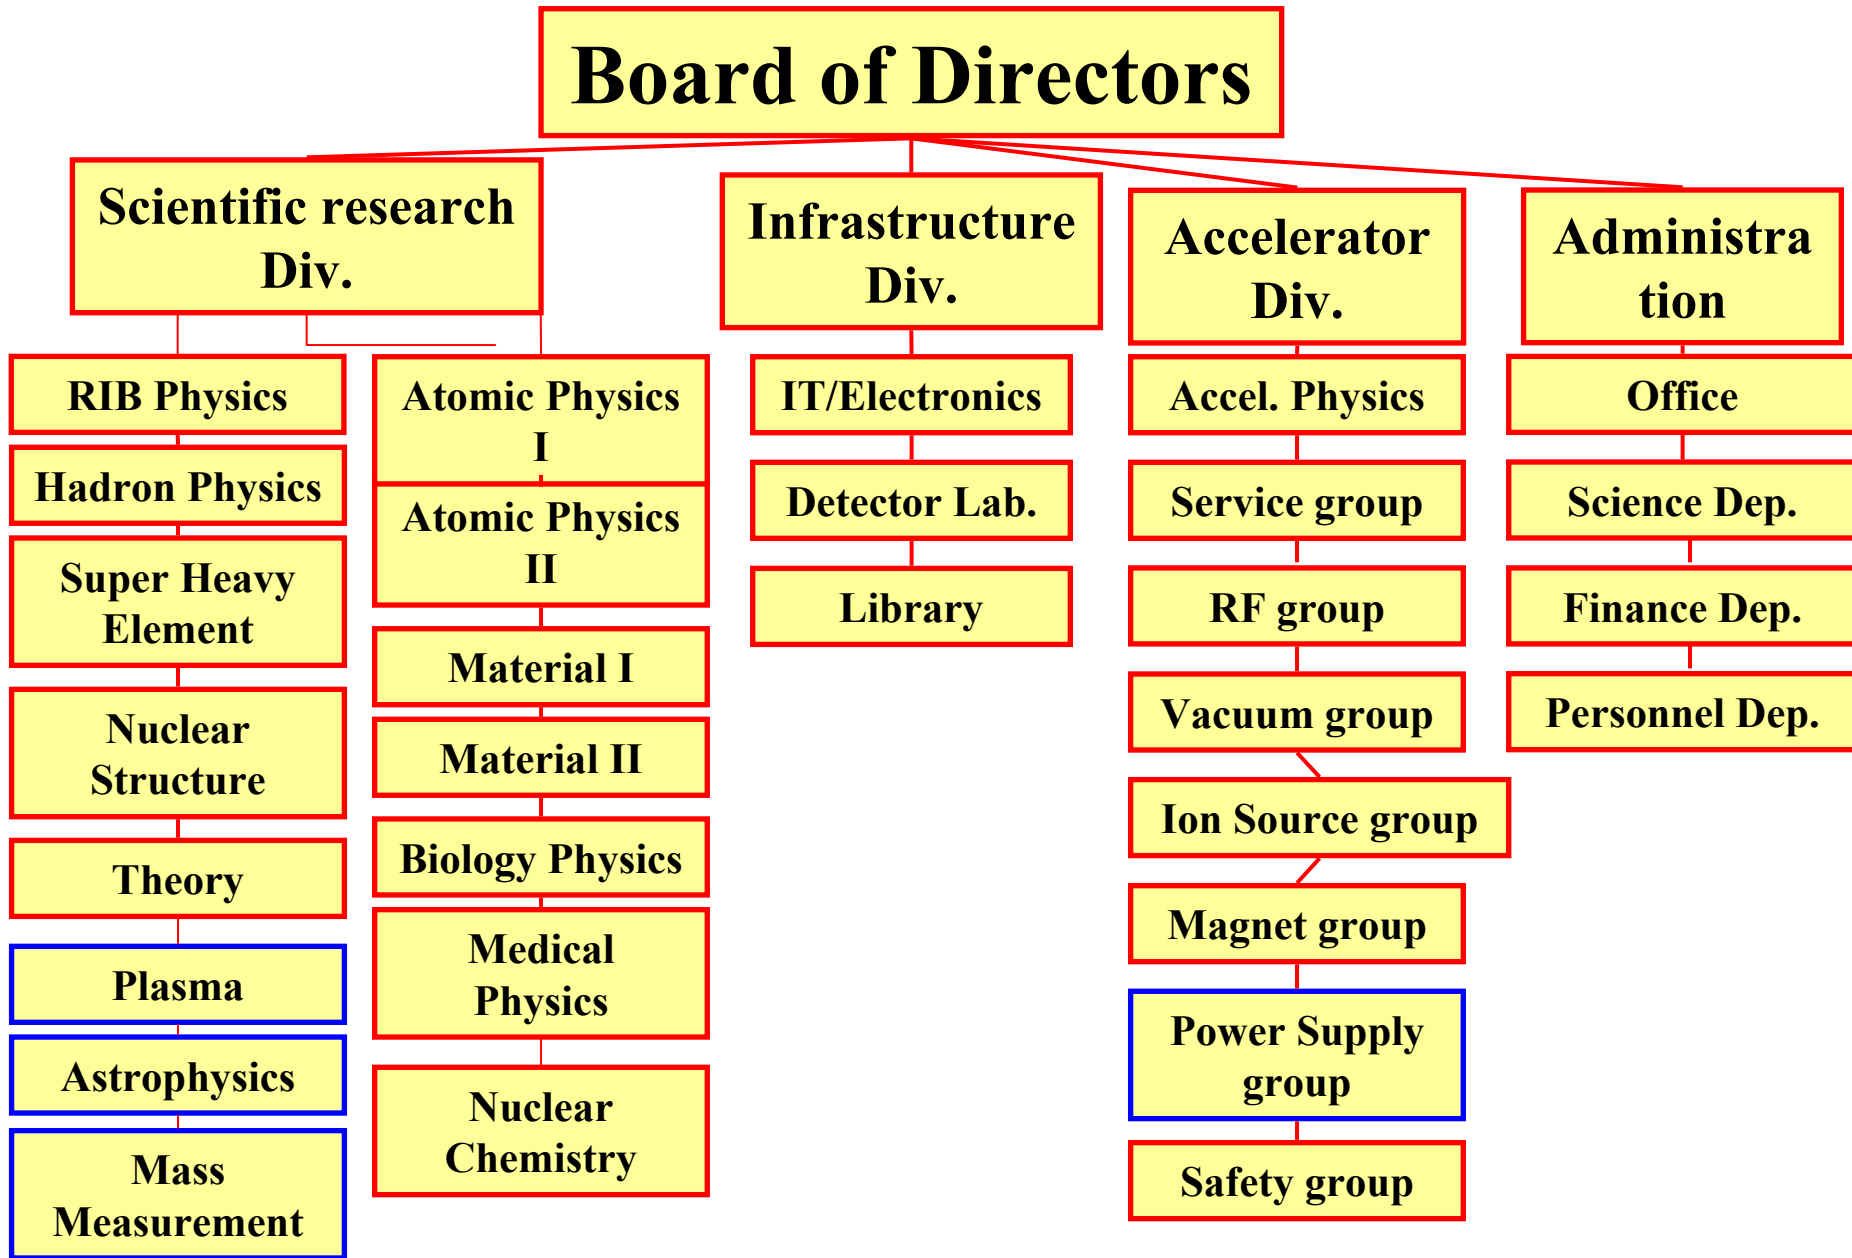 Board of Directors
Scientific research
Div.
Infrastructure
Div.
Accelerator
Div.
Administra
tion
RIB Physics
Hadron Physics
Super Heavy
Element
Nuclear
Structure
Theory
Plasma
Astrophysics
Mass
Measurement
Atomic Physics
I
Atomic Physics
II
Material I
Material II
Biology Physics
Medical
Physics
Nuclear
Chemistry
IT/Electronics
Detector Lab.
Library
Accel. Physics
Service group
RF group
Vacuum group
Ion Source group
Magnet group
Power Supply
group
Safety group
Office
Science Dep.
Finance Dep.
Personnel Dep.